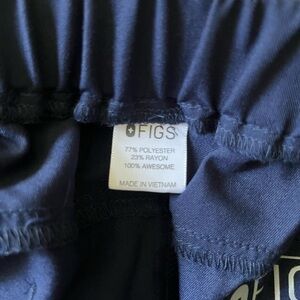 FIGS
77% POLYESTER
23% RAYON
100% AWESOME
MADE IN VIETNAM